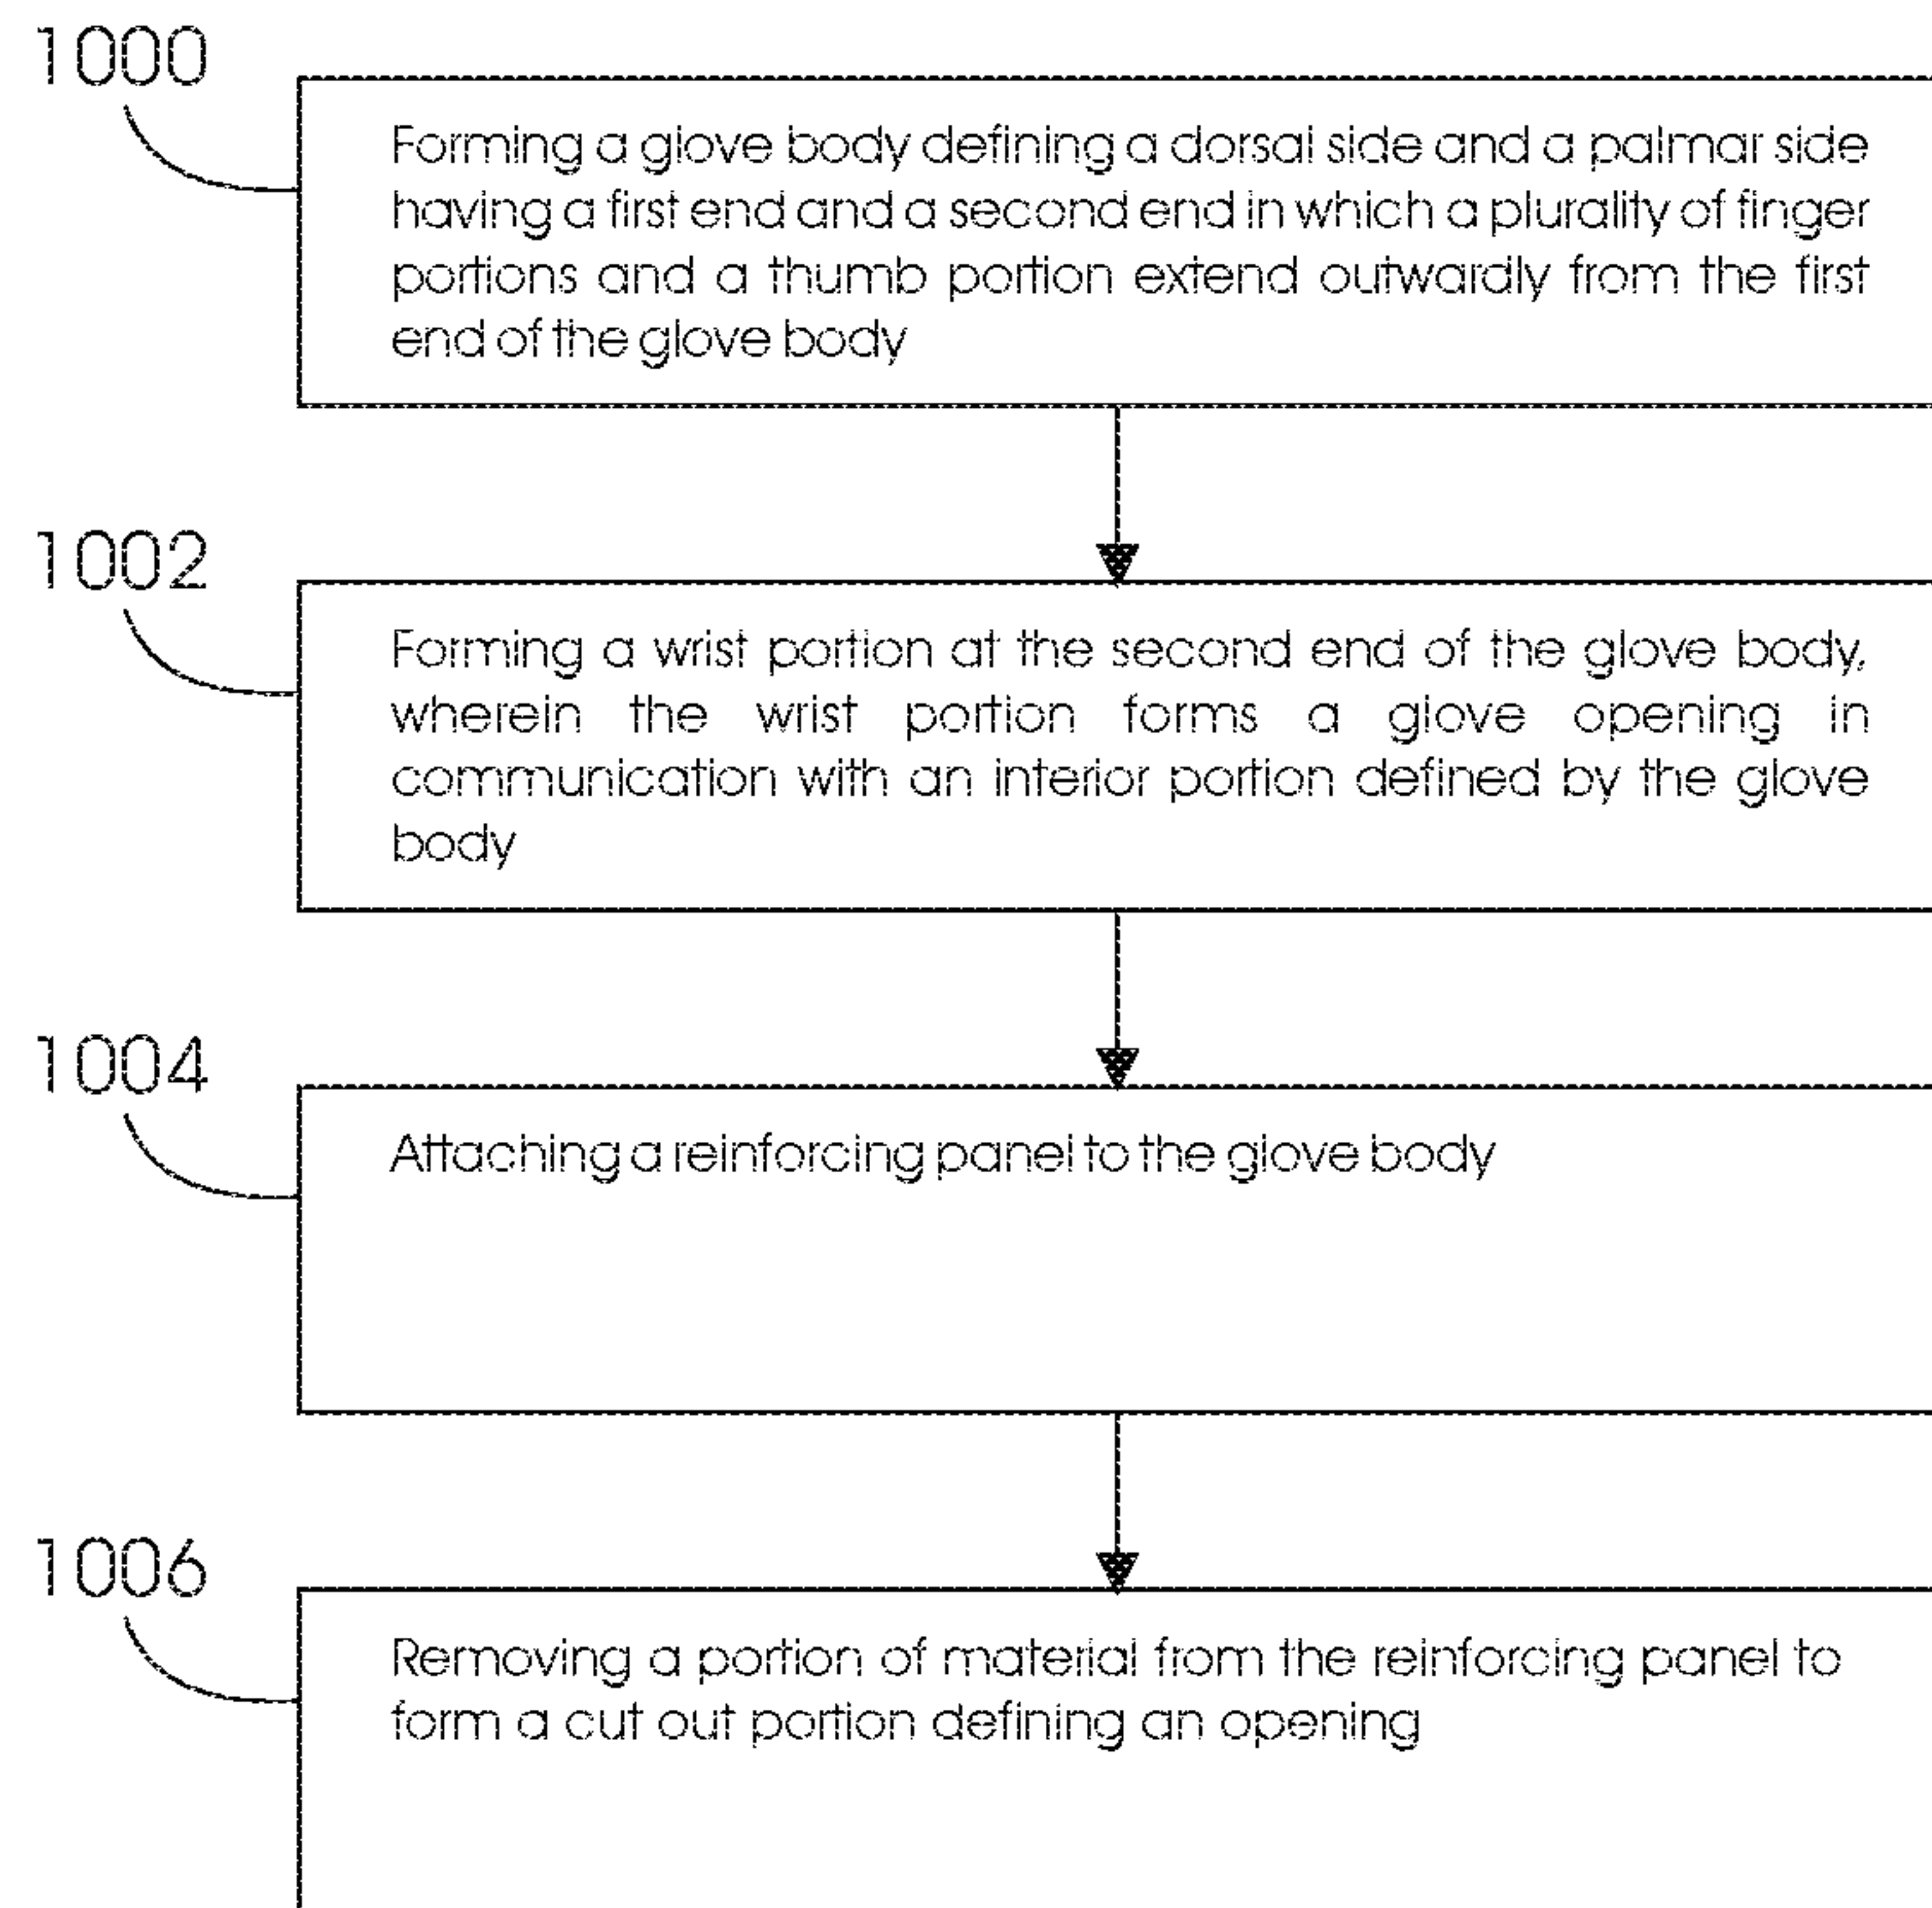 1000
Forming a glove body defining a dorsal side and a palmar side
having a first end and a second end in which a plurality of finger
portions and a thumb portion extend outwardly from the first
end of the glove body
1002
Forming a wrist portion at the second end of the glove body,
wherein the wrist portion forms a glove opening in
communication with an interior portion defined by the glove
body
1004
Attaching a reinforcing panel to the glove body
1006
Removing a portion of material from the reinforcing panel to
form a cut out portion defining an opening